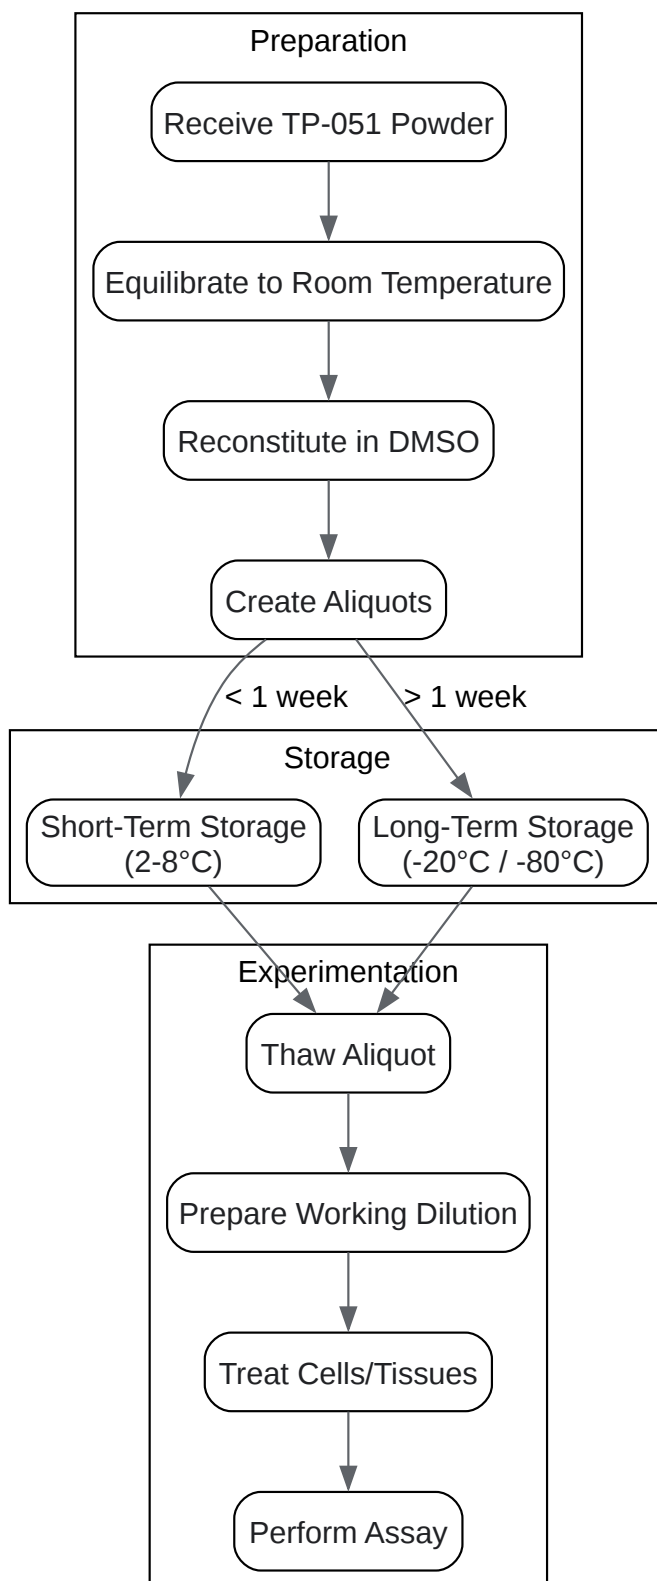 Preparation
Receive TP-051 Powder
Equilibrate to Room Temperature
Reconstitute in DMSO
Create Aliquots
< 1 week
> 1 week
Storage
Short-Term Storage
(2-8°C)
Long-Term Storage
(-20°C / -80°C)
Experimentation
Thaw Aliquot
Prepare Working Dilution
Treat Cells/Tissues
Perform Assay